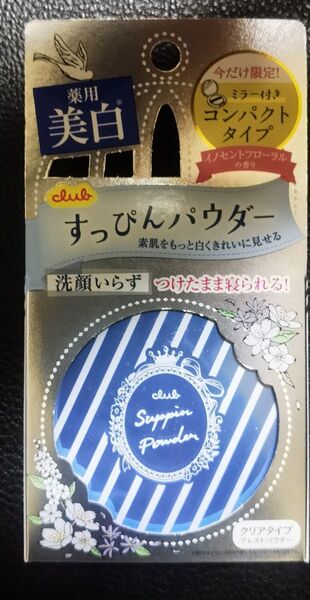 薬用
美白
今だけ限定!
ミラー付き
コンパクト
タイプ
イノセントフローラル
の香り
club
すっぴんパウダー
素肌をもっと白くきれいに見せる
洗顔いらず つけたまま寝られる!
club
Suppin
Powder
クリアタイプ
プレストパウダー